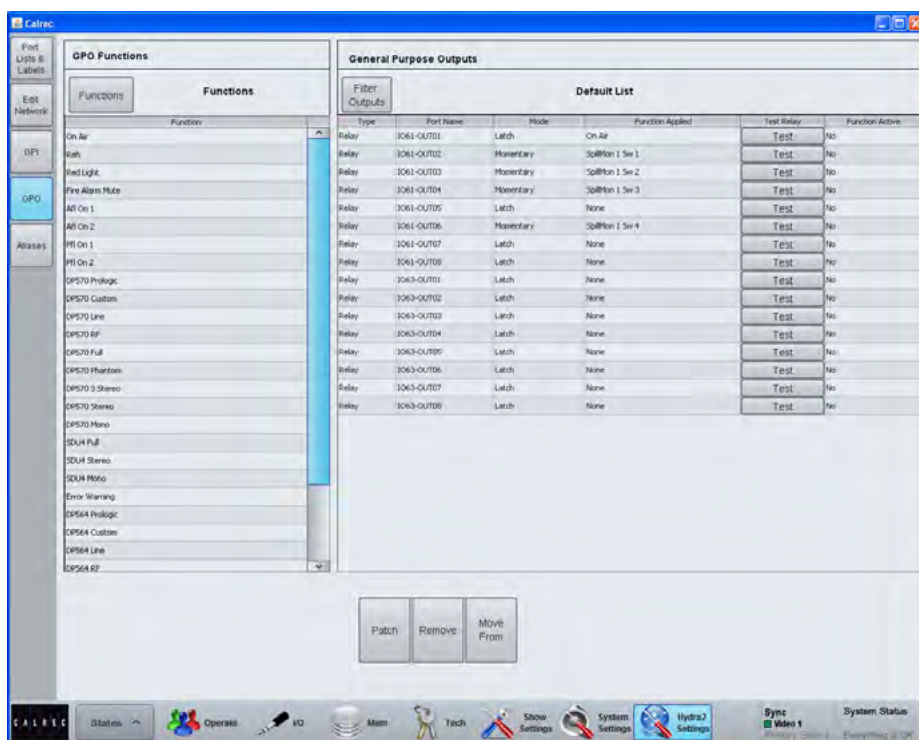 Calrec
Port Lists & Labels
Edit Network
GPI
GPO
Aliases
GPO Functions
Functions
Functions
Function
On Air
Reh
Red Light
Fire Alarm Mute
Afl On 1
Afl On 2
Pfl On 1
Pfl On 2
DP570 Prologic
DP570 Custom
DP570 Line
DP570 RF
DP570 Full
DP570 Phantom
DP570 3 Stereo
DP570 Stereo
DP570 Mono
SDU4 Full
SDU4 Stereo
SDU4 Mono
Error Warning
DP564 Prologic
DP564 Custom
DP564 Line
DP564 RF
General Purpose Outputs
Filter Outputs
Default List
Type Port Name Mode Function Applied Test Relay Function Active
Relay IO61-OUT01 Latch On Air Test No
Relay IO61-OUT02 Momentary SpillMon 1 Sw 1 Test No
Relay IO61-OUT03 Momentary SpillMon 1 Sw 2 Test No
Relay IO61-OUT04 Momentary SpillMon 1 Sw 3 Test No
Relay IO61-OUT05 Latch None Test No
Relay IO61-OUT06 Momentary SpillMon 1 Sw 4 Test No
Relay IO61-OUT07 Latch None Test No
Relay IO61-OUT08 Latch None Test No
Relay IO63-OUT01 Latch None Test No
Relay IO63-OUT02 Latch None Test No
Relay IO63-OUT03 Latch None Test No
Relay IO63-OUT04 Latch None Test No
Relay IO63-OUT05 Latch None Test No
Relay IO63-OUT06 Latch None Test No
Relay IO63-OUT07 Latch None Test No
Relay IO63-OUT08 Latch None Test No
Patch
Remove
Move From
CALREC
States
Operate
I/O
Mem
Tech
Show Settings
System Settings
Hydra2 Settings
Sync
Video 1
System Status